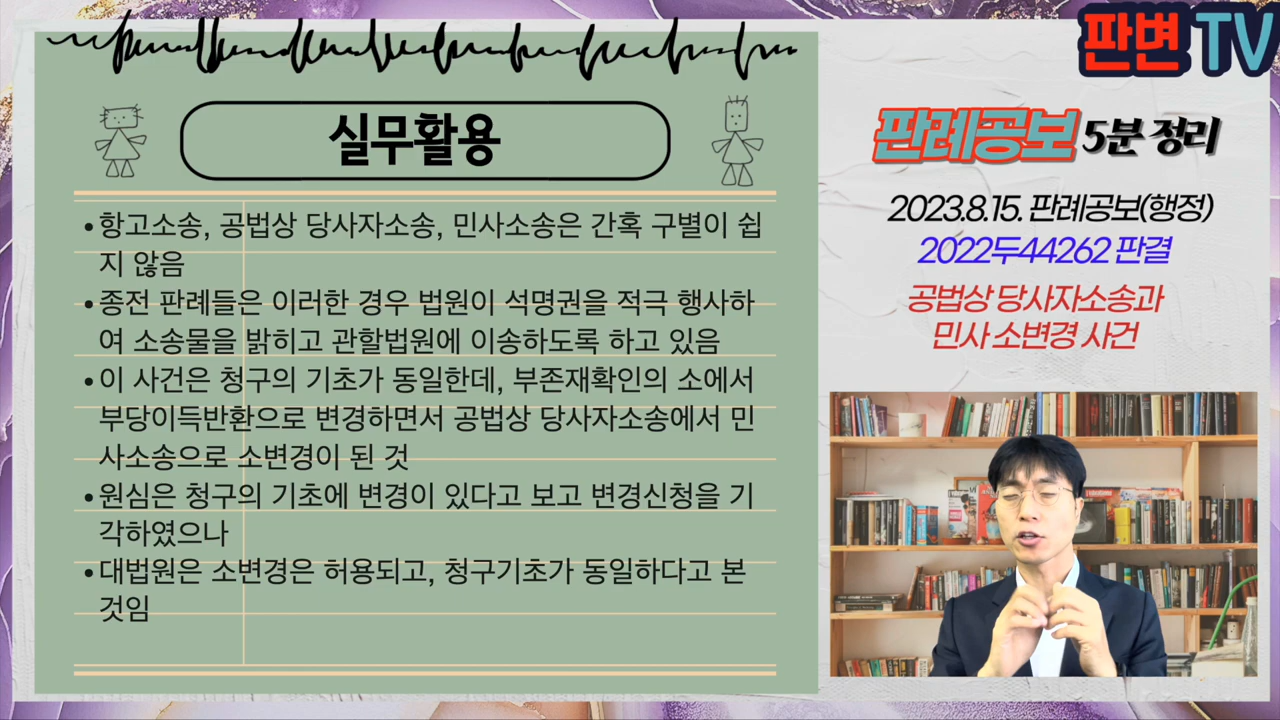 실무활용
• 항고소송, 공법상 당사자소송, 민사소송은 간혹 구별이 쉽
지 않음
• 종전 판례들은 이러한 경우 법원이 석명권을 적극 행사하
여 소송물을 밝히고 관할법원에 이송하도록 하고 있음
• 이 사건은 청구의 기초가 동일한데, 부존재확인의 소에서
부당이득반환으로 변경하면서 공법상 당사자소송에서 민
사소송으로 소변경이 된 것
• 원심은 청구의 기초에 변경이 있다고 보고 변경신청을 기
각하였으나
• 대법원은 소변경은 허용되고, 청구기초가 동일하다고 본
것임
판변 TV
판례공보 5분 정리
2023.8.15. 판례공보(행정)
2022두44262 판결
공법상 당사자소송과
민사 소변경 사건